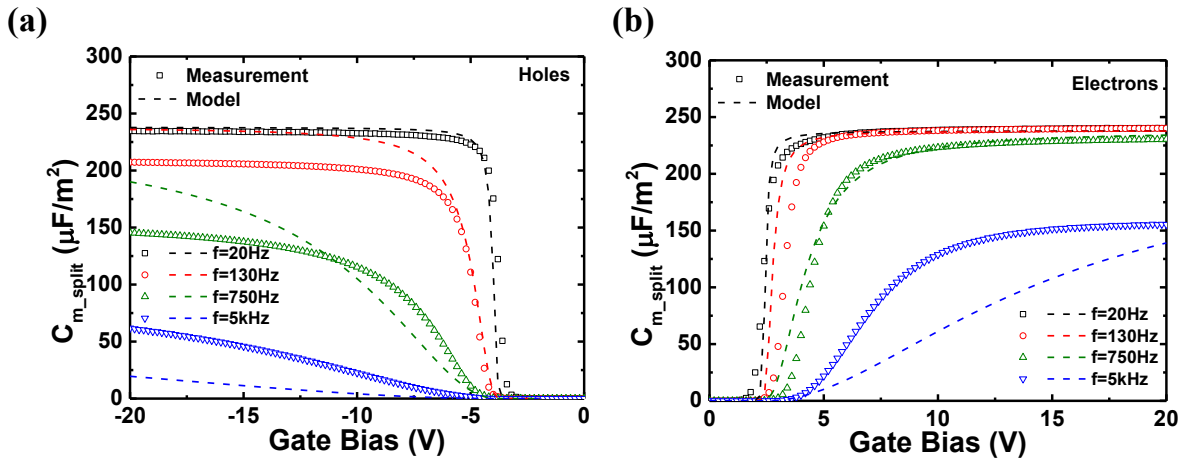 (a)
300
250
200
150
100
50
0
C_m_split (μF/m²)
Measurement
Model
Holes
f=20Hz
f=130Hz
f=750Hz
f=5kHz
-20 -15 -10 -5 0
Gate Bias (V)
(b)
300
250
200
150
100
50
0
C_m_split (μF/m²)
Measurement
Model
Electrons
f=20Hz
f=130Hz
f=750Hz
f=5kHz
0 5 10 15 20
Gate Bias (V)